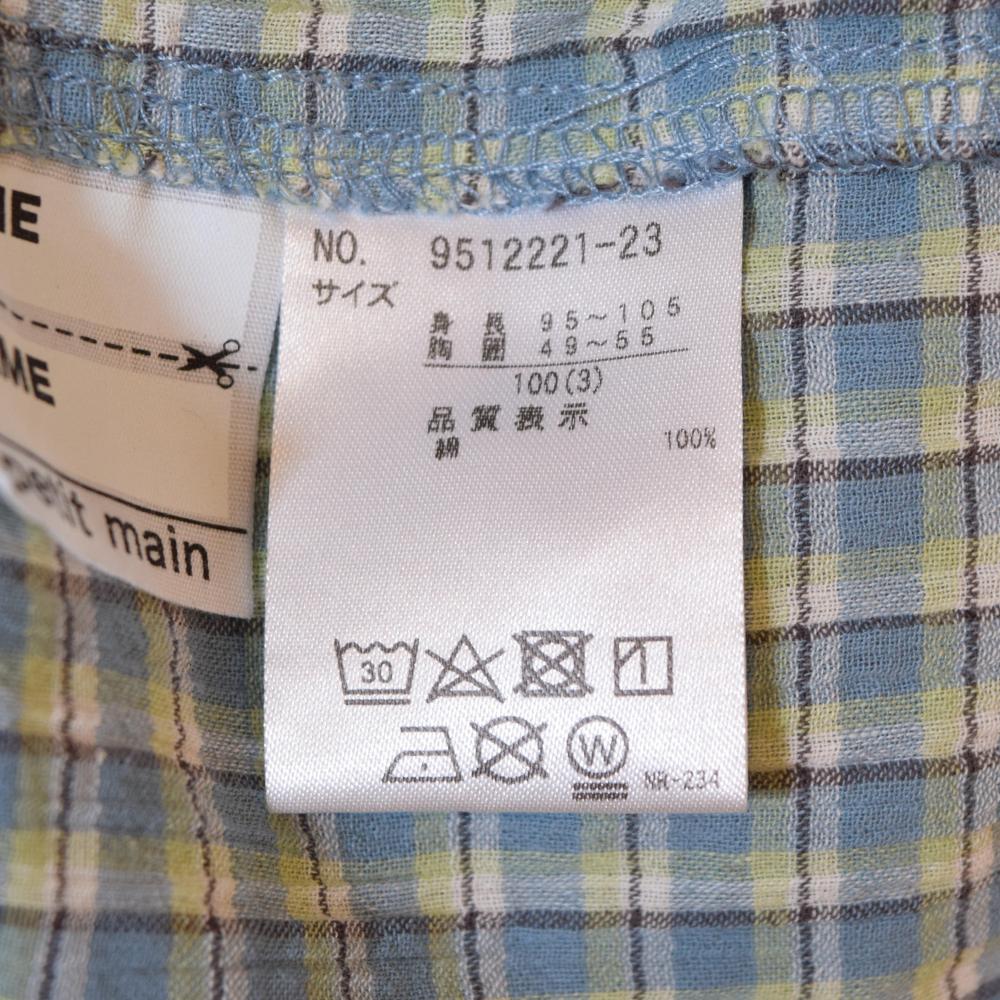 ME
petit main
NO. 9512221-23
サイズ
身長 95~105
胸囲 49~55
100(3)
品質表示
綿 100%
30
W
NR-234